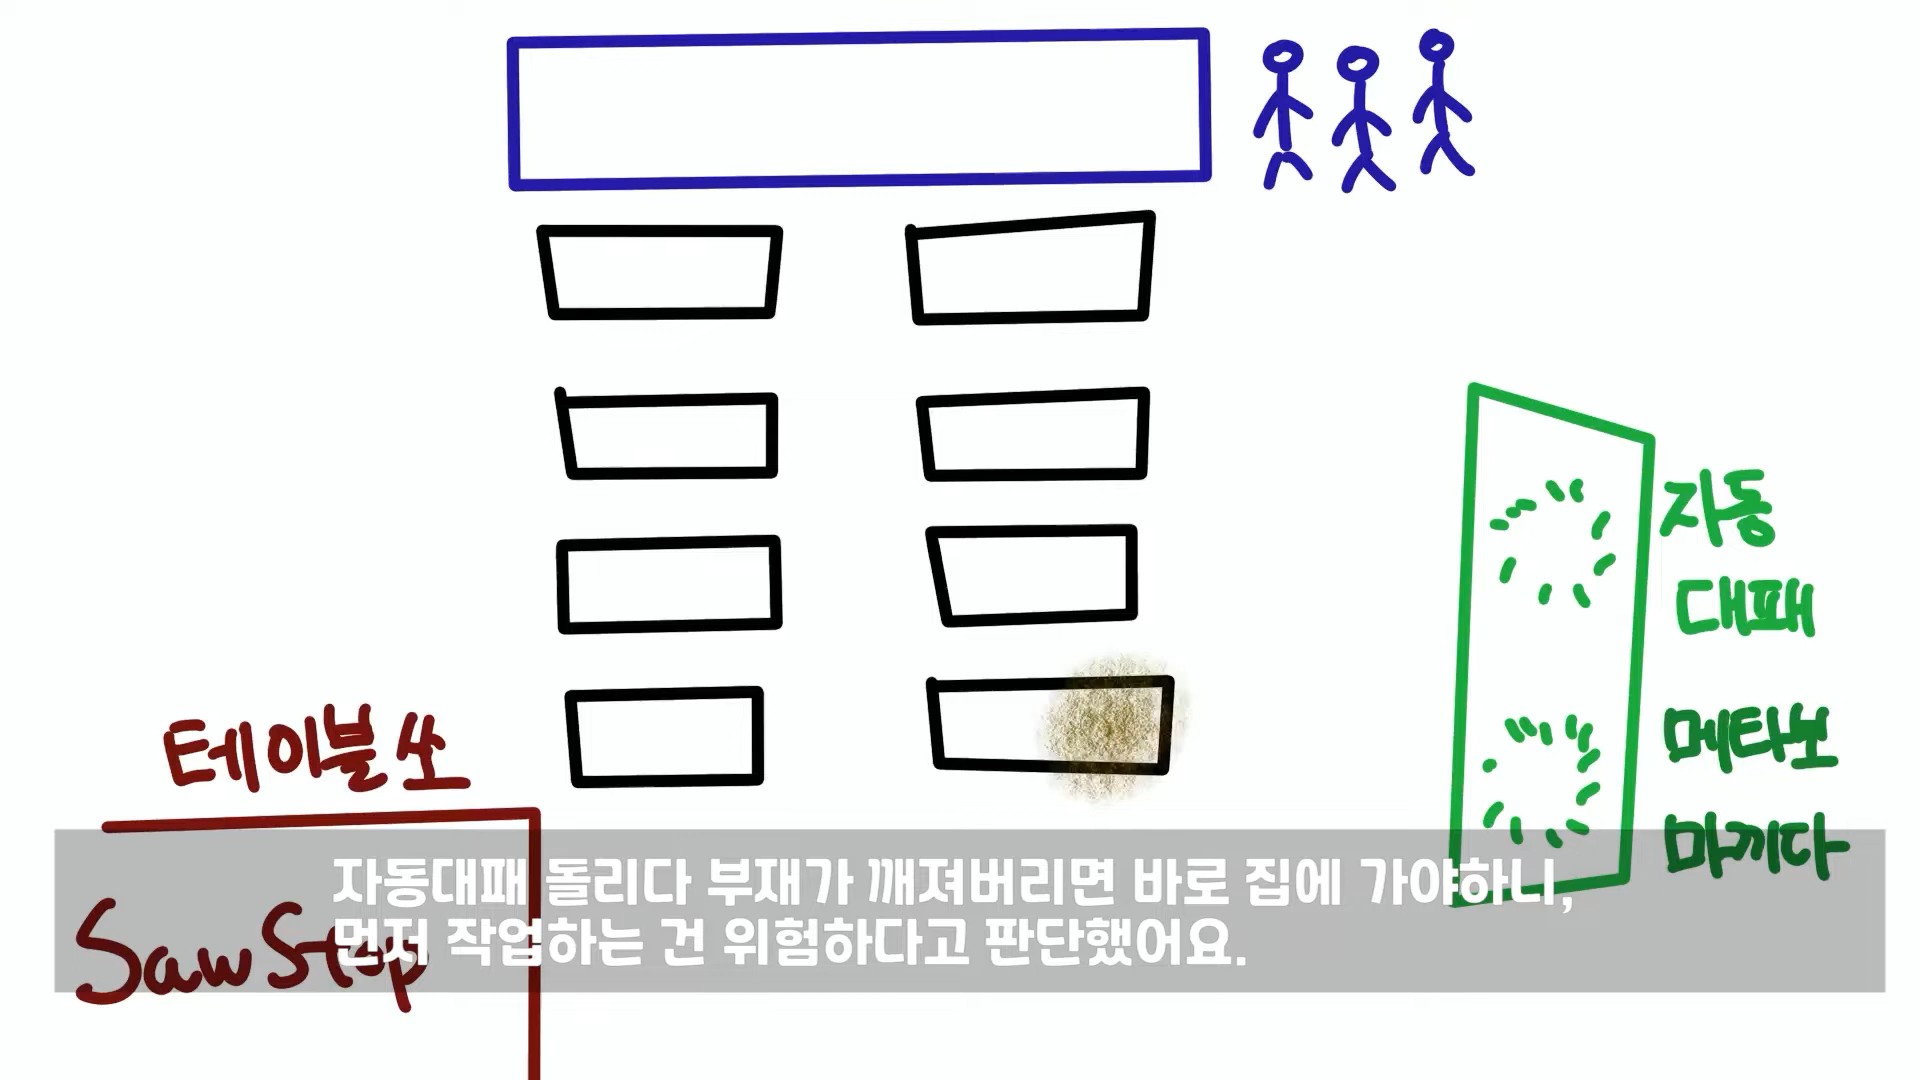 자동
대패
메타보
마끼다
테이블 쏘
SawStop
자동대패 돌리다 부재가 깨져버리면 바로 집에 가야하니,
먼저 작업하는 건 위험하다고 판단했어요.